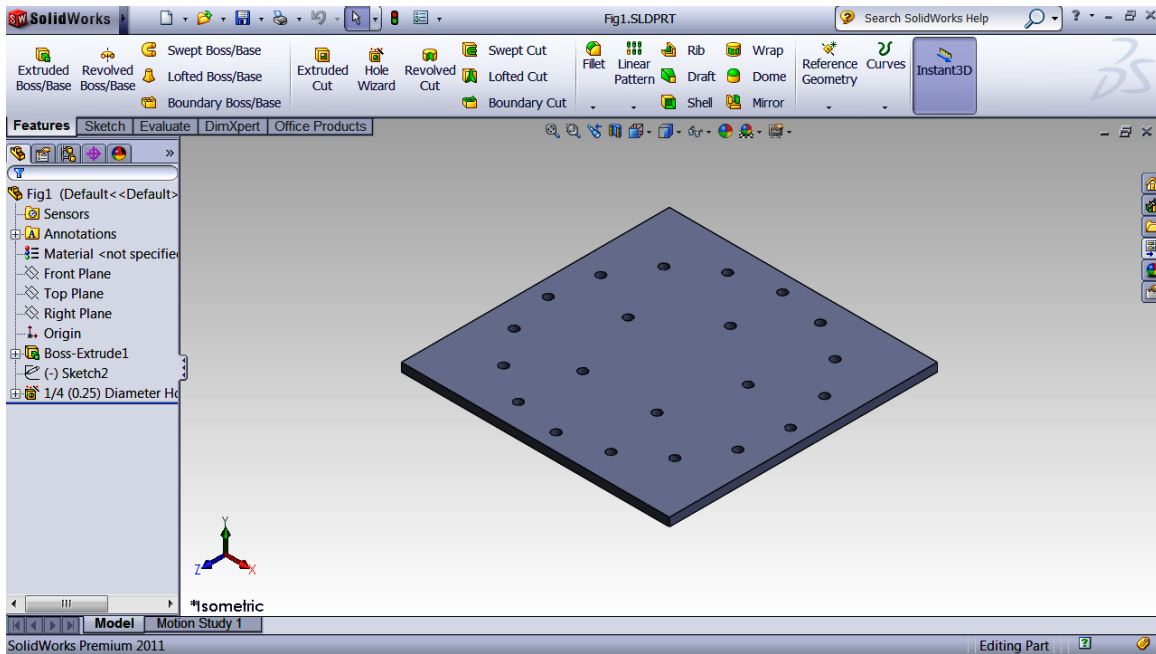 SolidWorks Fig1.SLDPRT Search SolidWorks Help ?
Extruded Boss/Base
Revolved Boss/Base
Swept Boss/Base
Lofted Boss/Base
Boundary Boss/Base
Extruded Cut
Hole Wizard
Revolved Cut
Swept Cut
Lofted Cut
Boundary Cut
Fillet
Linear Pattern
Rib
Draft
Shell
Wrap
Dome
Mirror
Reference Geometry
Curves
Instant3D
Features Sketch Evaluate DimXpert Office Products
Fig1 (Default<<Default>
Sensors
Annotations
Material <not specified
Front Plane
Top Plane
Right Plane
Origin
Boss-Extrude1
(-) Sketch2
1/4 (0.25) Diameter Ho
Y
Z X
*Isometric
Model Motion Study 1
SolidWorks Premium 2011 Editing Part